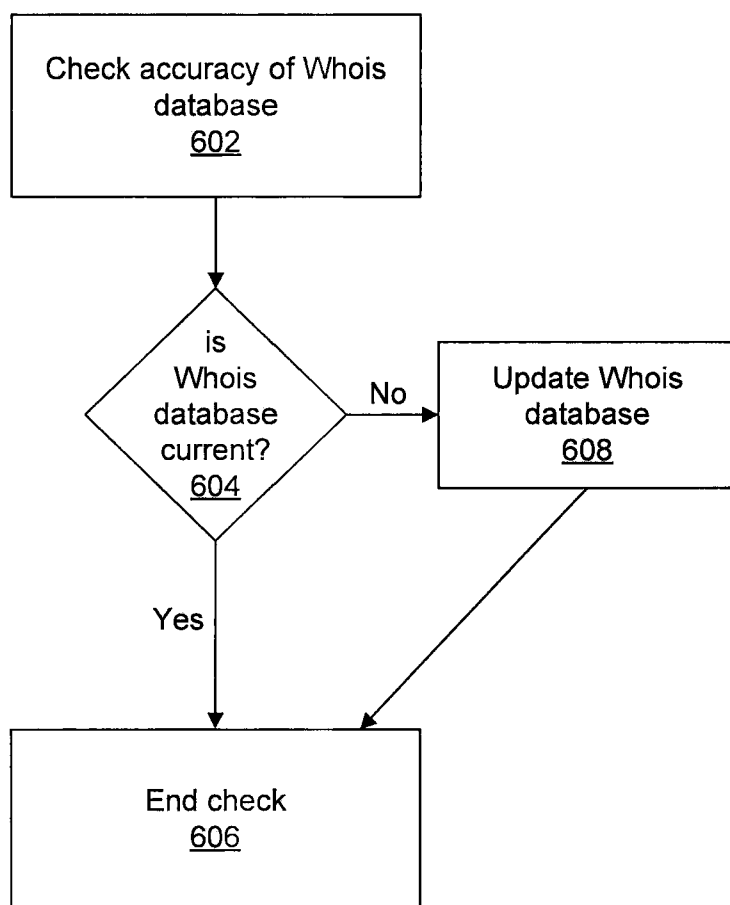 Check accuracy of Whois
database
602
is
Whois
database
current?
604
No
Update Whois
database
608
Yes
End check
606